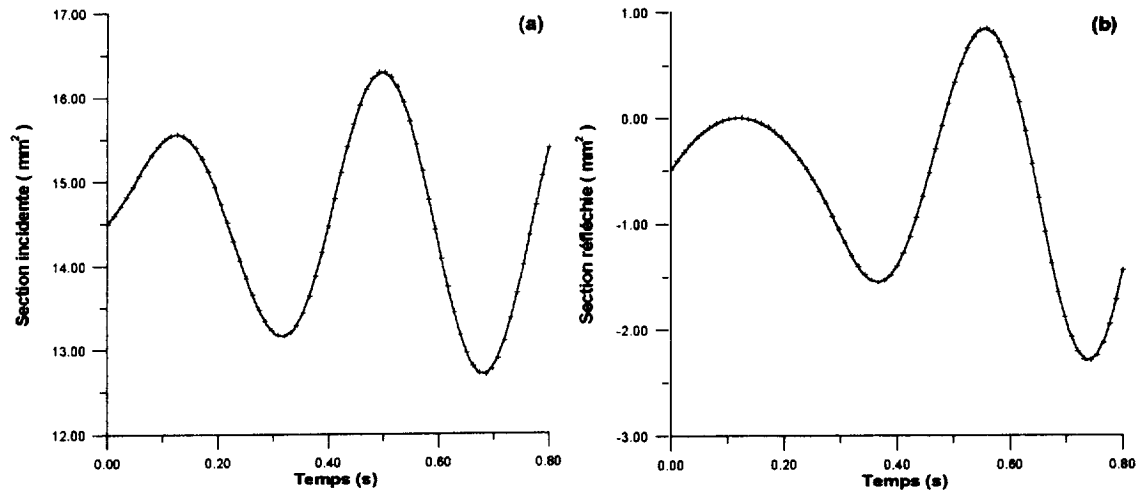 (a)
17.00
16.00
15.00
14.00
13.00
12.00
Section incidente ( mm²)
0.00 0.20 0.40 0.60 0.80
Temps (s)
(b)
1.00
0.00
-1.00
-2.00
-3.00
Section réfléchie ( mm²)
0.00 0.20 0.40 0.60 0.80
Temps (s)